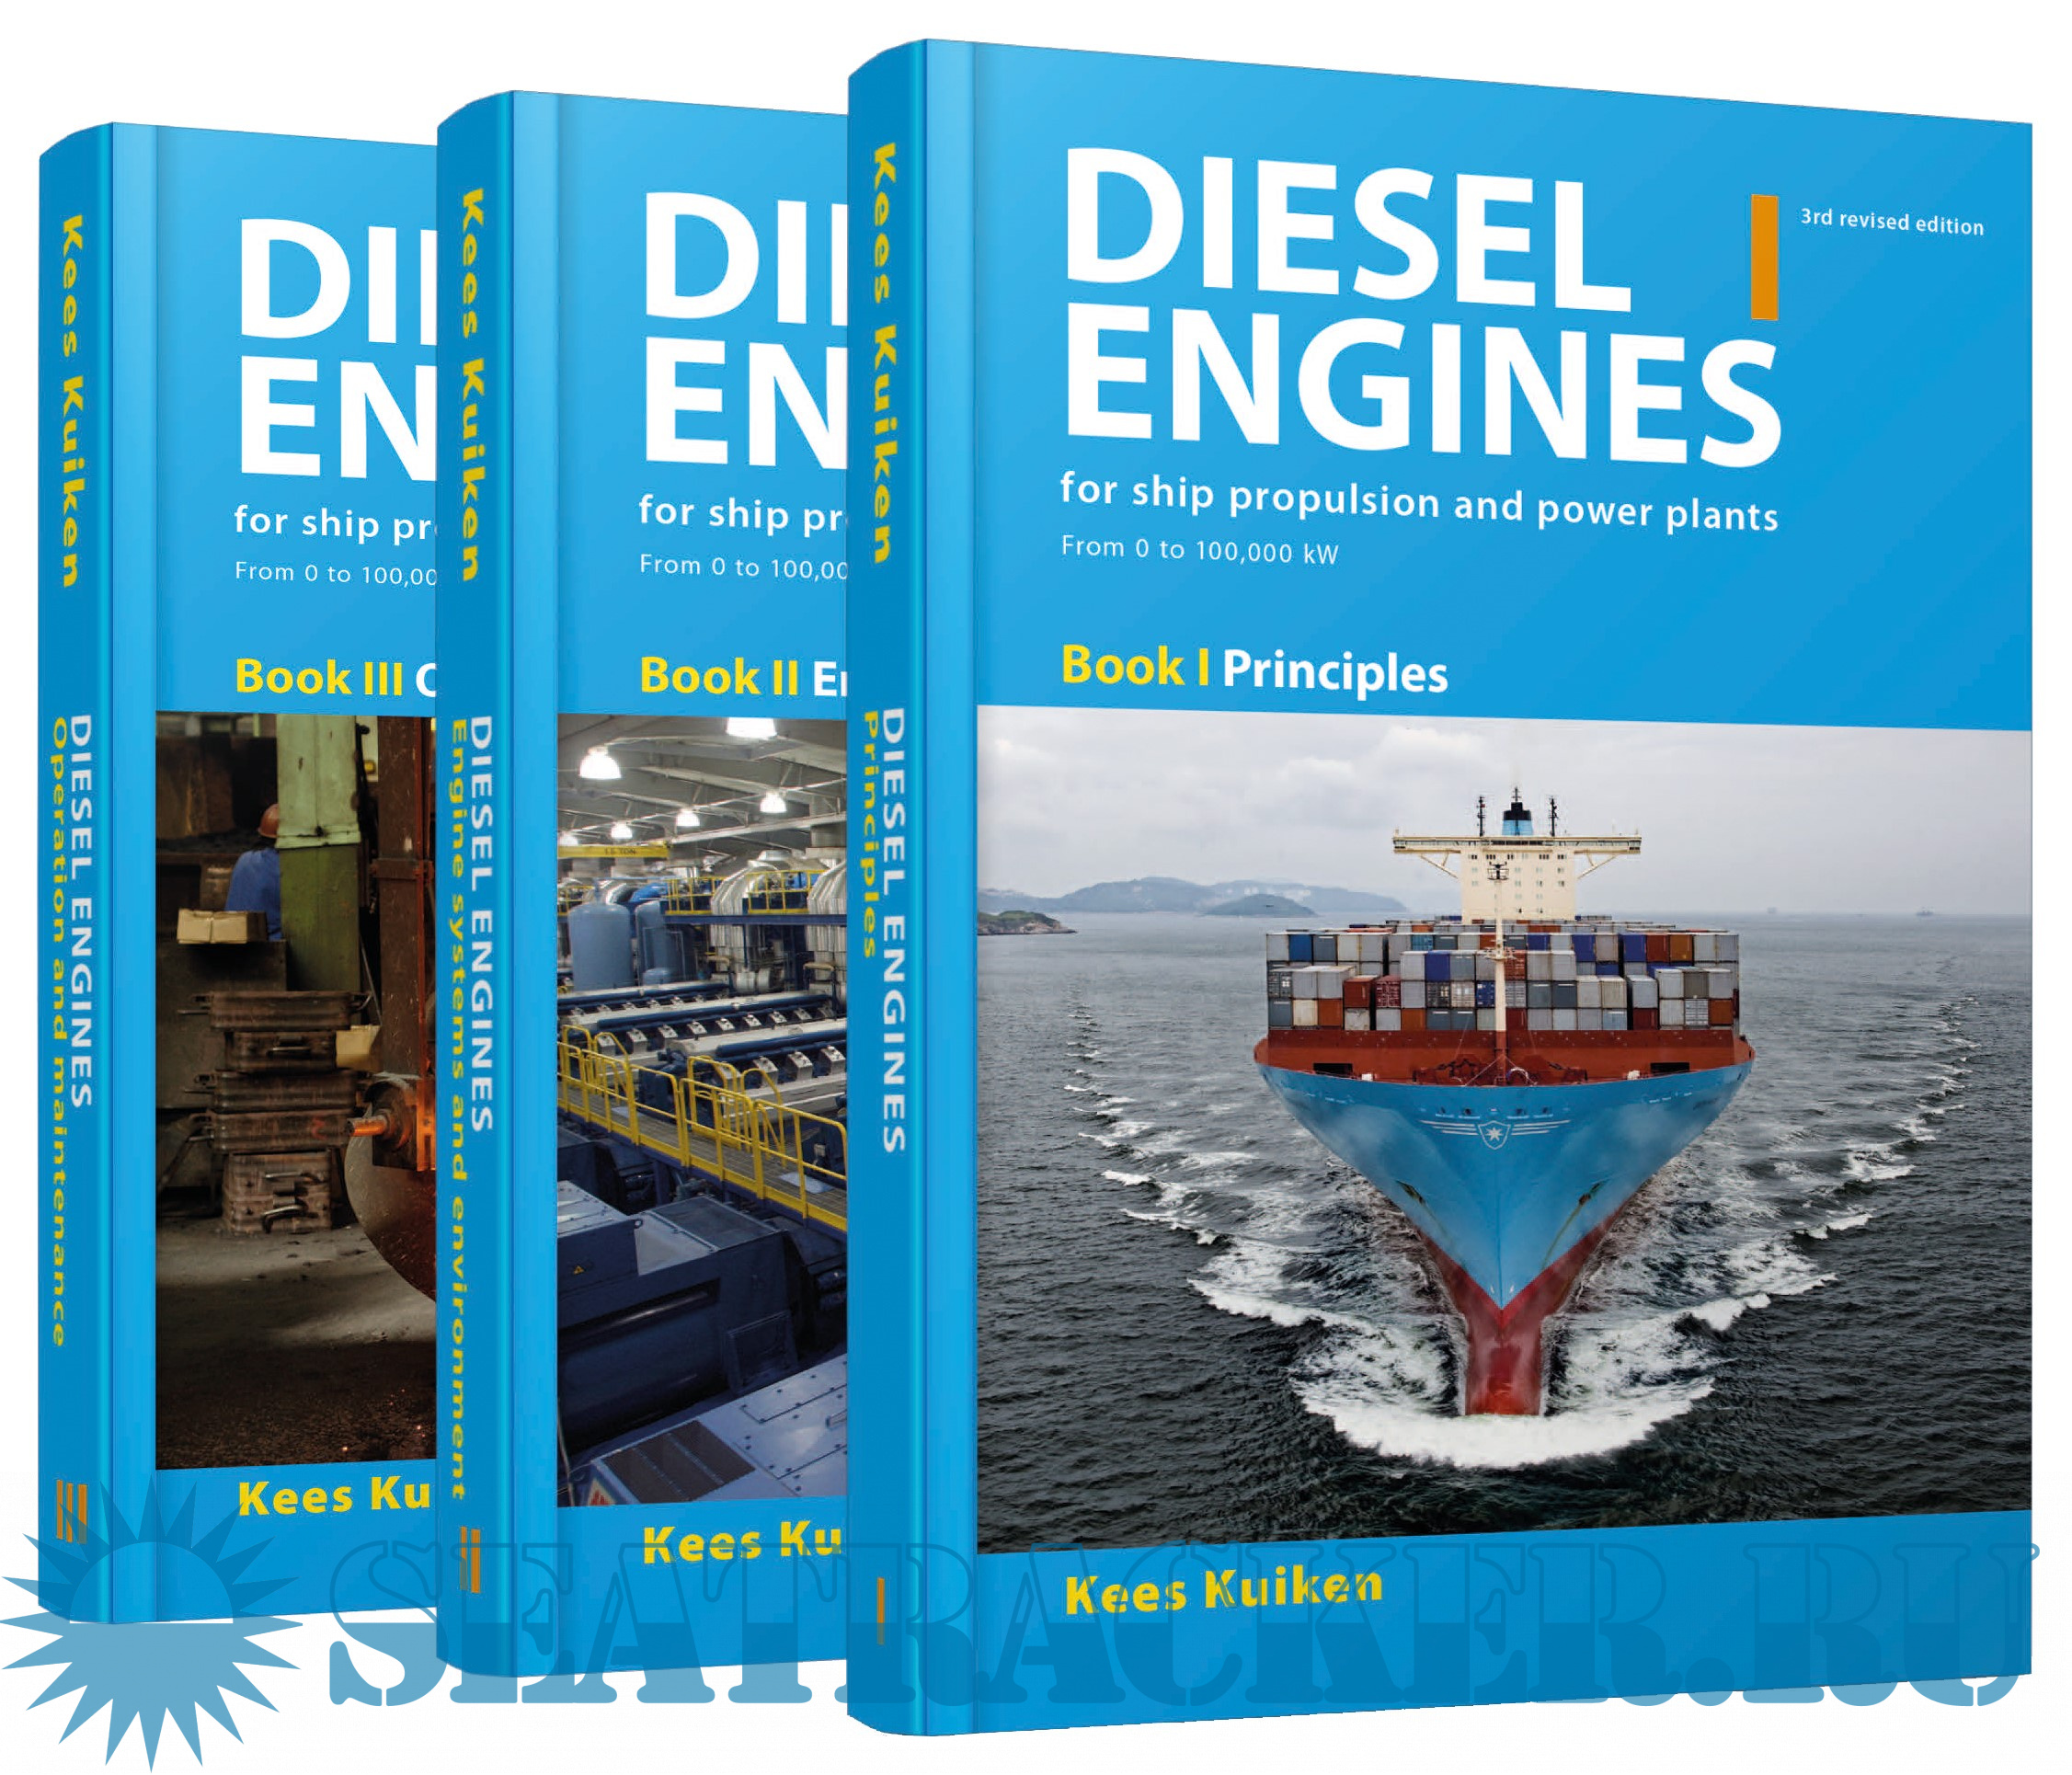 Kees Kuiken
DIESEL ENGINES
Operation and maintenance
III
DI
EN
for ship pr
From 0 to 100,00
Book III
Kees Ku
Kees Kuiken
DIESEL ENGINES
Engine systems and environment
II
DI
EN
for ship pr
From 0 to 100,00
Book II En
Kees Ku
Kees Kuiken
DIESEL ENGINES
Principles
I
DIESEL
ENGINES
I
3rd revised edition
for ship propulsion and power plants
From 0 to 100,000 kW
Book I Principles
Kees Kuiken
SEATRACKER.RU